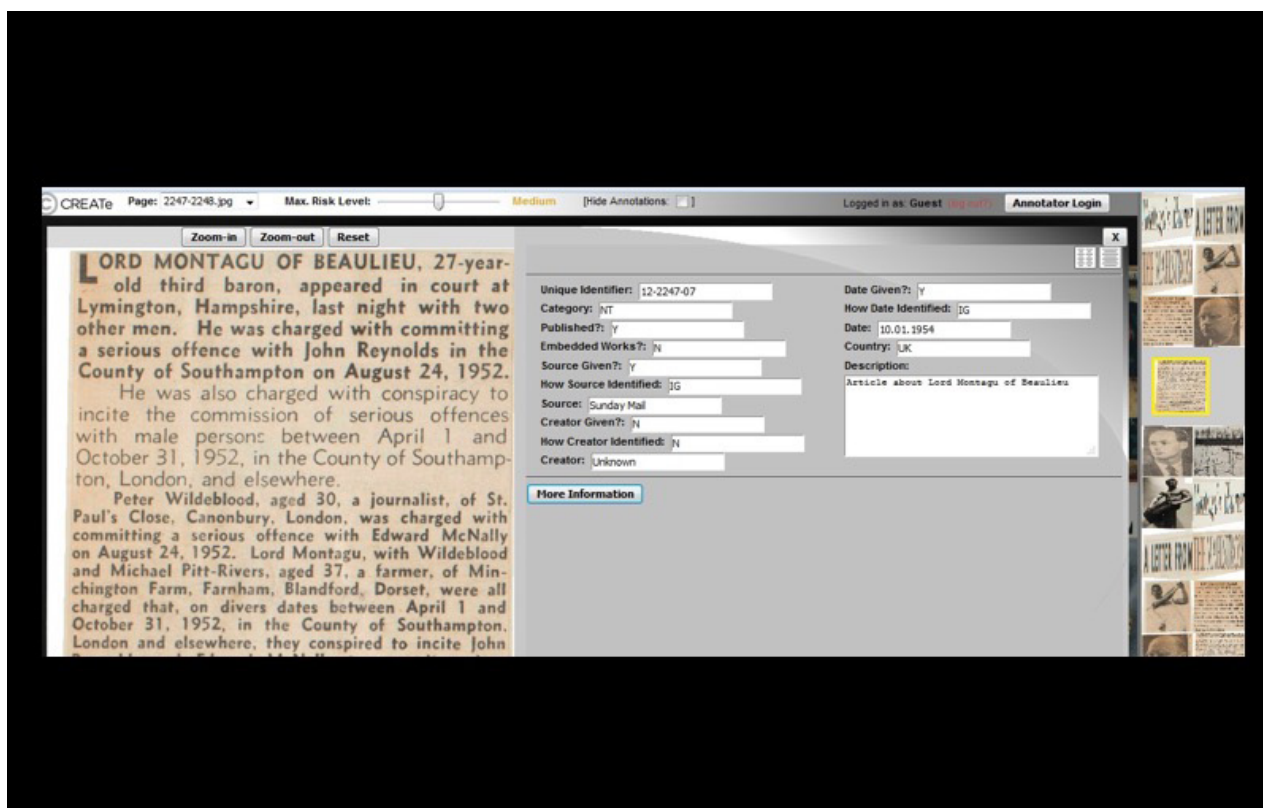 © CREATe Page: 2247-2248.jpg Max. Risk Level: Medium [Hide Annotations: ] Logged in as: Guest (log out?) Annotator Login
Zoom-in Zoom-out Reset
X
LORD MONTAGU OF BEAULIEU, 27-year-
old third baron, appeared in court at
Lymington, Hampshire, last night with two
other men. He was charged with committing
a serious offence with John Reynolds in the
County of Southampton on August 24, 1952.
He was also charged with conspiracy to
incite the commission of serious offences
with male persons between April 1 and
October 31, 1952, in the County of Southamp-
ton, London, and elsewhere.
Peter Wildeblood, aged 30, a journalist, of St.
Paul's Close, Canonbury, London, was charged with
committing a serious offence with Edward McNally
on August 24, 1952. Lord Montagu, with Wildeblood
and Michael Pitt-Rivers, aged 37, a farmer, of Min-
chington Farm, Farnham, Blandford, Dorset, were all
charged that, on divers dates between April 1 and
October 31, 1952, in the County of Southampton.
London and elsewhere, they conspired to incite John
Unique Identifier: 12-2247-07
Category: NT
Published?: Y
Embedded Works?: N
Source Given?: Y
How Source Identified: IG
Source: Sunday Mail
Creator Given?: N
How Creator Identified: N
Creator: Unknown
Date Given?: Y
How Date Identified: IG
Date: 10.01.1954
Country: UK
Description:
Article about Lord Montagu of Beaulieu
More Information
A LETTER FROM
A LETTER FROM